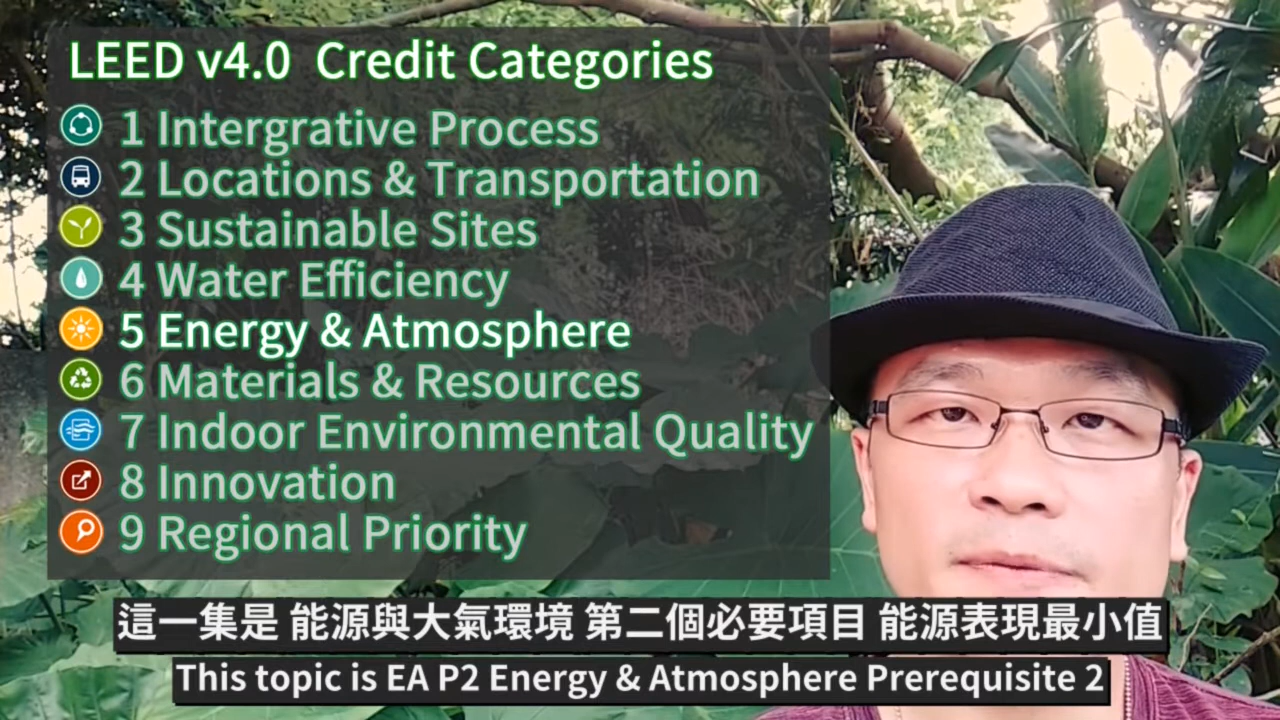 LEED v4.0 Credit Categories
1 Intergrative Process
2 Locations & Transportation
3 Sustainable Sites
4 Water Efficiency
5 Energy & Atmosphere
6 Materials & Resources
7 Indoor Environmental Quality
8 Innovation
9 Regional Priority
這一集是 能源與大氣環境 第二個必要項目 能源表現最小值
This topic is EA P2 Energy & Atmosphere Prerequisite 2